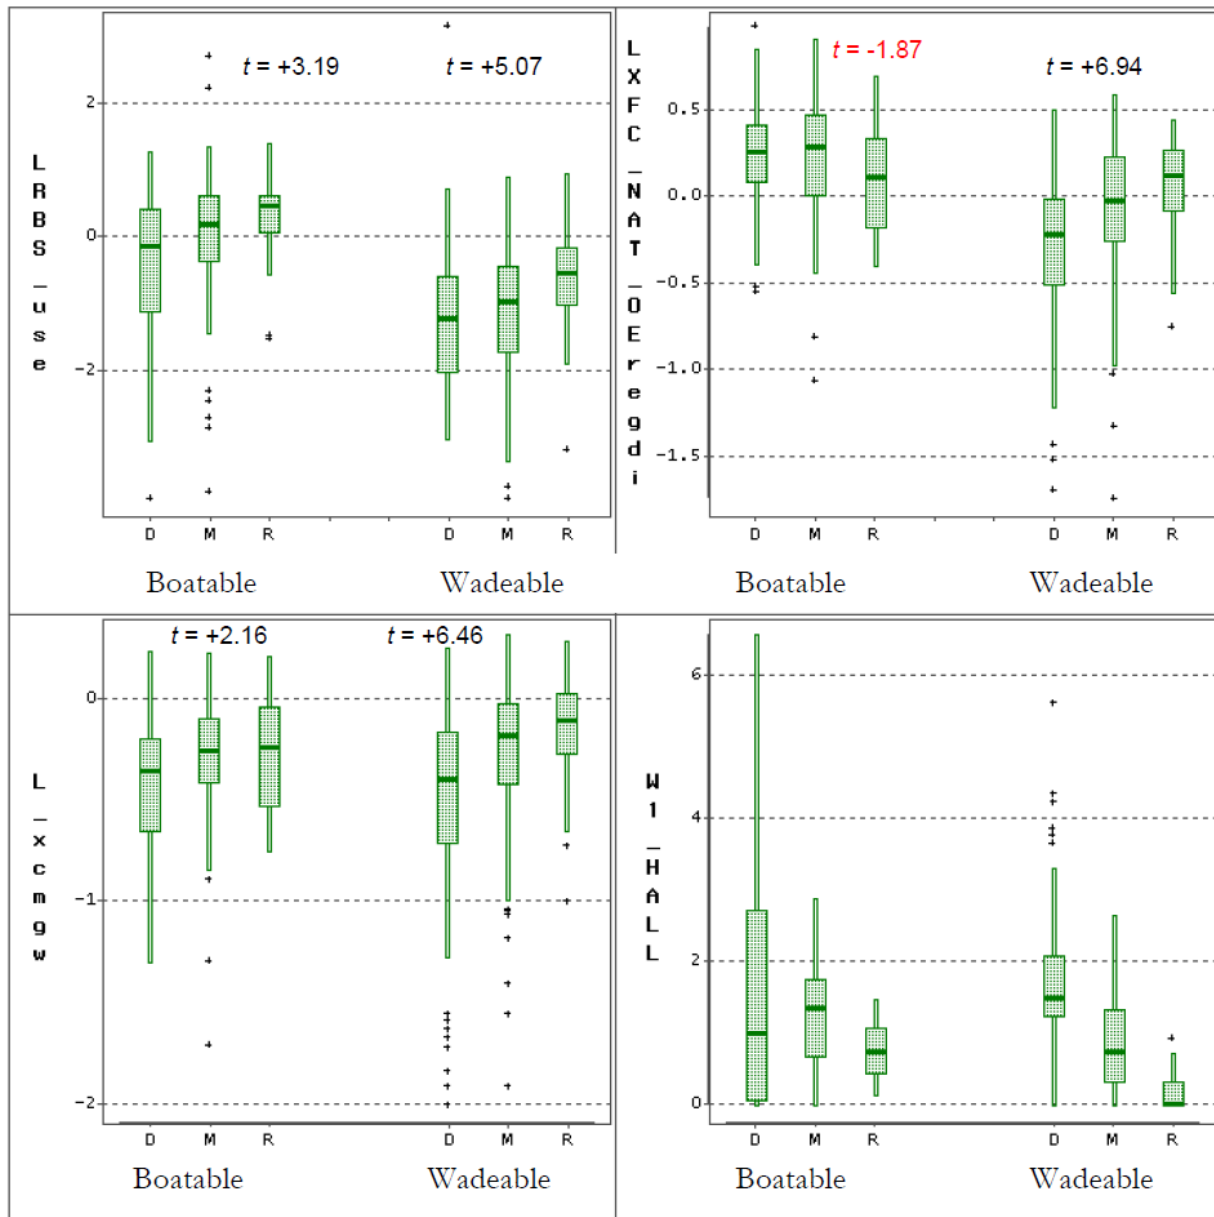 LRBS_use
t = +3.19
t = +5.07
2
0
-2
D M R D M R
Boatable Wadeable
LXFC_NAT_OEregdi
t = -1.87
t = +6.94
0.5
0.0
-0.5
-1.0
-1.5
D M R D M R
Boatable Wadeable
L_xcmgw
t = +2.16
t = +6.46
0
-1
-2
D M R D M R
Boatable Wadeable
W1_HALL
6
4
2
0
D M R D M R
Boatable Wadeable